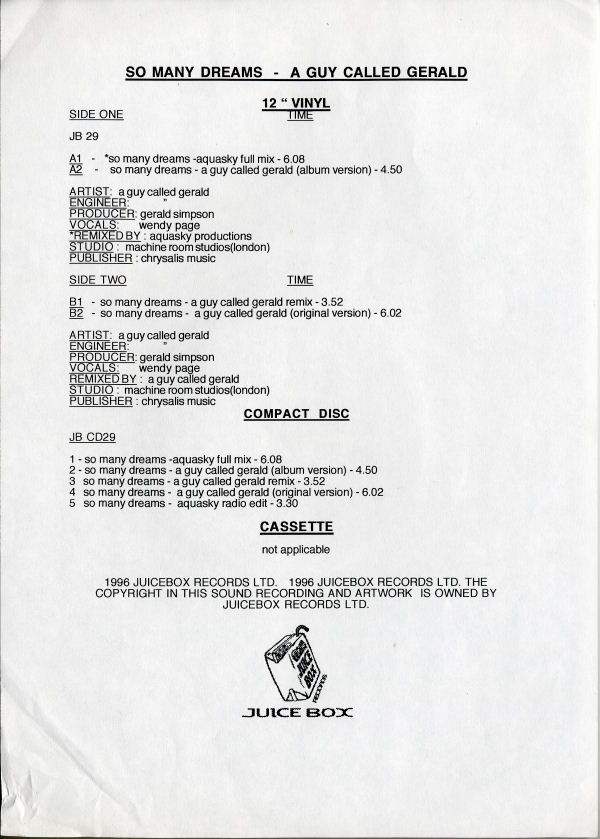 SO MANY DREAMS - A GUY CALLED GERALD
12 “ VINYL
SIDE ONE TIME
JB 29
A1 - *so many dreams -aquasky full mix - 6.08
A2 - so many dreams - a guy called gerald (album version) - 4.50
ARTIST: a guy called gerald
ENGINEER: "
PRODUCER: gerald simpson
VOCALS: wendy page
*REMIXED BY : aquasky productions
STUDIO : machine room studios(london)
PUBLISHER : chrysalis music
SIDE TWO TIME
B1 - so many dreams - a guy called gerald remix - 3.52
B2 - so many dreams - a guy called gerald (original version) - 6.02
ARTIST: a guy called gerald
ENGINEER: "
PRODUCER: gerald simpson
VOCALS: wendy page
REMIXED BY : a guy called gerald
STUDIO : machine room studios(london)
PUBLISHER : chrysalis music
COMPACT DISC
JB CD29
1 - so many dreams -aquasky full mix - 6.08
2 - so many dreams - a guy called gerald (album version) - 4.50
3 so many dreams - a guy called gerald remix - 3.52
4 so many dreams - a guy called gerald (original version) - 6.02
5 so many dreams - aquasky radio edit - 3.30
CASSETTE
not applicable
1996 JUICEBOX RECORDS LTD. 1996 JUICEBOX RECORDS LTD. THE
COPYRIGHT IN THIS SOUND RECORDING AND ARTWORK IS OWNED BY
JUICEBOX RECORDS LTD.
JUICE
BOX
RECORDS
JUICE BOX